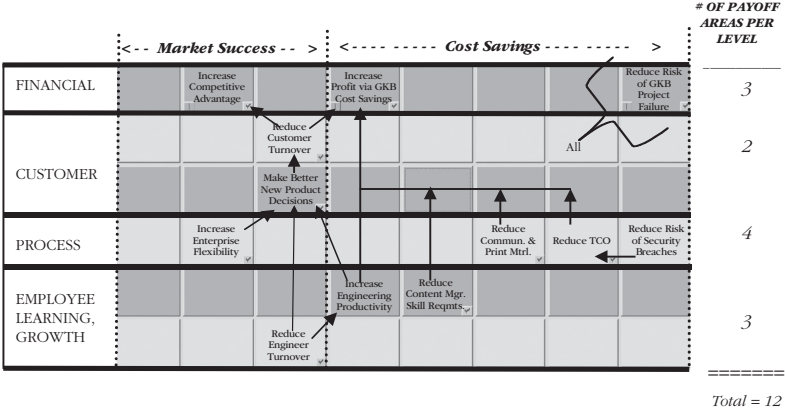 # OF PAYOFF
AREAS PER
LEVEL
<-- Market Success -- >
<- -- -- -- Cost Savings -- -- -- -- >
FINANCIAL
Increase
Competitive
Advantage
Increase
Profit via GKB
Cost Savings
Reduce Risk
of GKB
Project
Failure
3
CUSTOMER
Reduce
Customer
Turnover
All
2
Make Better
New Product
Decisions
PROCESS
Increase
Enterprise
Flexibility
Reduce
Commun. &
Print Mtrl.
Reduce TCO
Reduce Risk
of Security
Breaches
4
EMPLOYEE
LEARNING,
GROWTH
Increase
Engineering
Productivity
Reduce
Content Mgr.
Skill Reqmts.
Reduce
Engineer
Turnover
3
=======
Total = 12